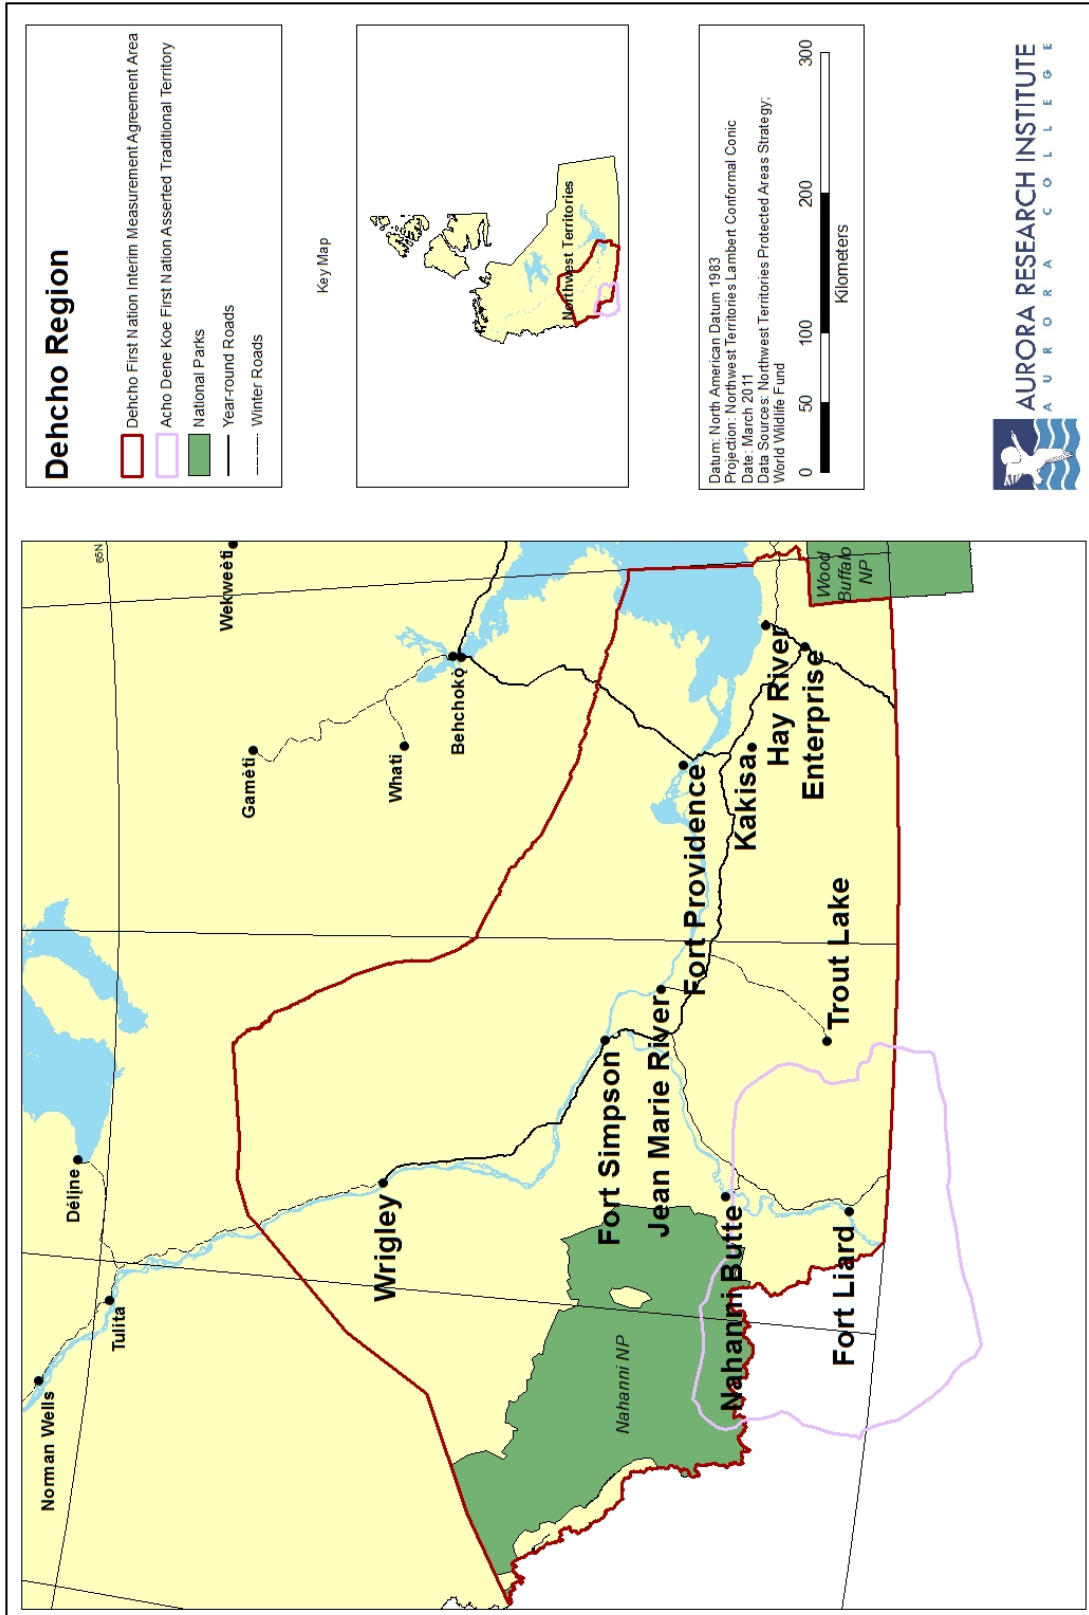 Dehcho Region
Dehcho First Nation Interim Measurement Agreement Area
Acho Dene Koe First Nation Asserted Traditional Territory
National Parks
Year-round Roads
Winter Roads
Key Map
Northwest Territories
Datum: North American Datum 1983
Projection: Northwest Territories Lambert Conformal Conic
Date: March 2011
Data Sources: Northwest Territories Protected Areas Strategy;
World Wildlife Fund
0 50 100 200 300
Kilometers
AURORA RESEARCH INSTITUTE
AURORA COLLEGE
65N
Norman Wells
Tulita
Délįne
Gamètì
Wekweètì
Whatì
Behchokǫ̀
Wrigley
Fort Simpson
Jean Marie River
Fort Providence
Kakisa
Hay River
Enterprise
Wood
Buffalo
NP
Trout Lake
Nahanni Butte
Nahanni NP
Fort Liard